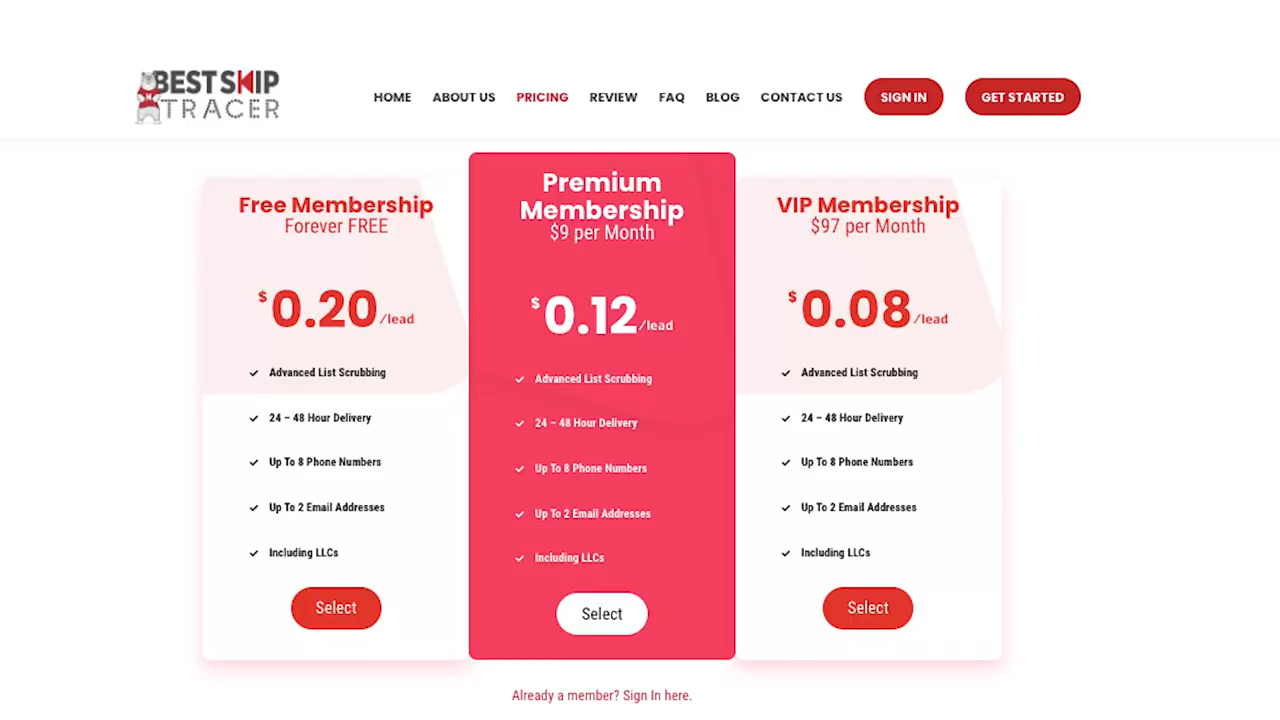 BEST SKIP
TRACER
HOME ABOUT US PRICING REVIEW FAQ BLOG CONTACT US SIGN IN GET STARTED
Free Membership
Forever FREE
$0.20/lead
Advanced List Scrubbing
24 – 48 Hour Delivery
Up To 8 Phone Numbers
Up To 2 Email Addresses
Including LLCs
Select
Premium
Membership
$9 per Month
$0.12/lead
Advanced List Scrubbing
24 – 48 Hour Delivery
Up To 8 Phone Numbers
Up To 2 Email Addresses
Including LLCs
Select
VIP Membership
$97 per Month
$0.08/lead
Advanced List Scrubbing
24 – 48 Hour Delivery
Up To 8 Phone Numbers
Up To 2 Email Addresses
Including LLCs
Select
Already a member? Sign In here.